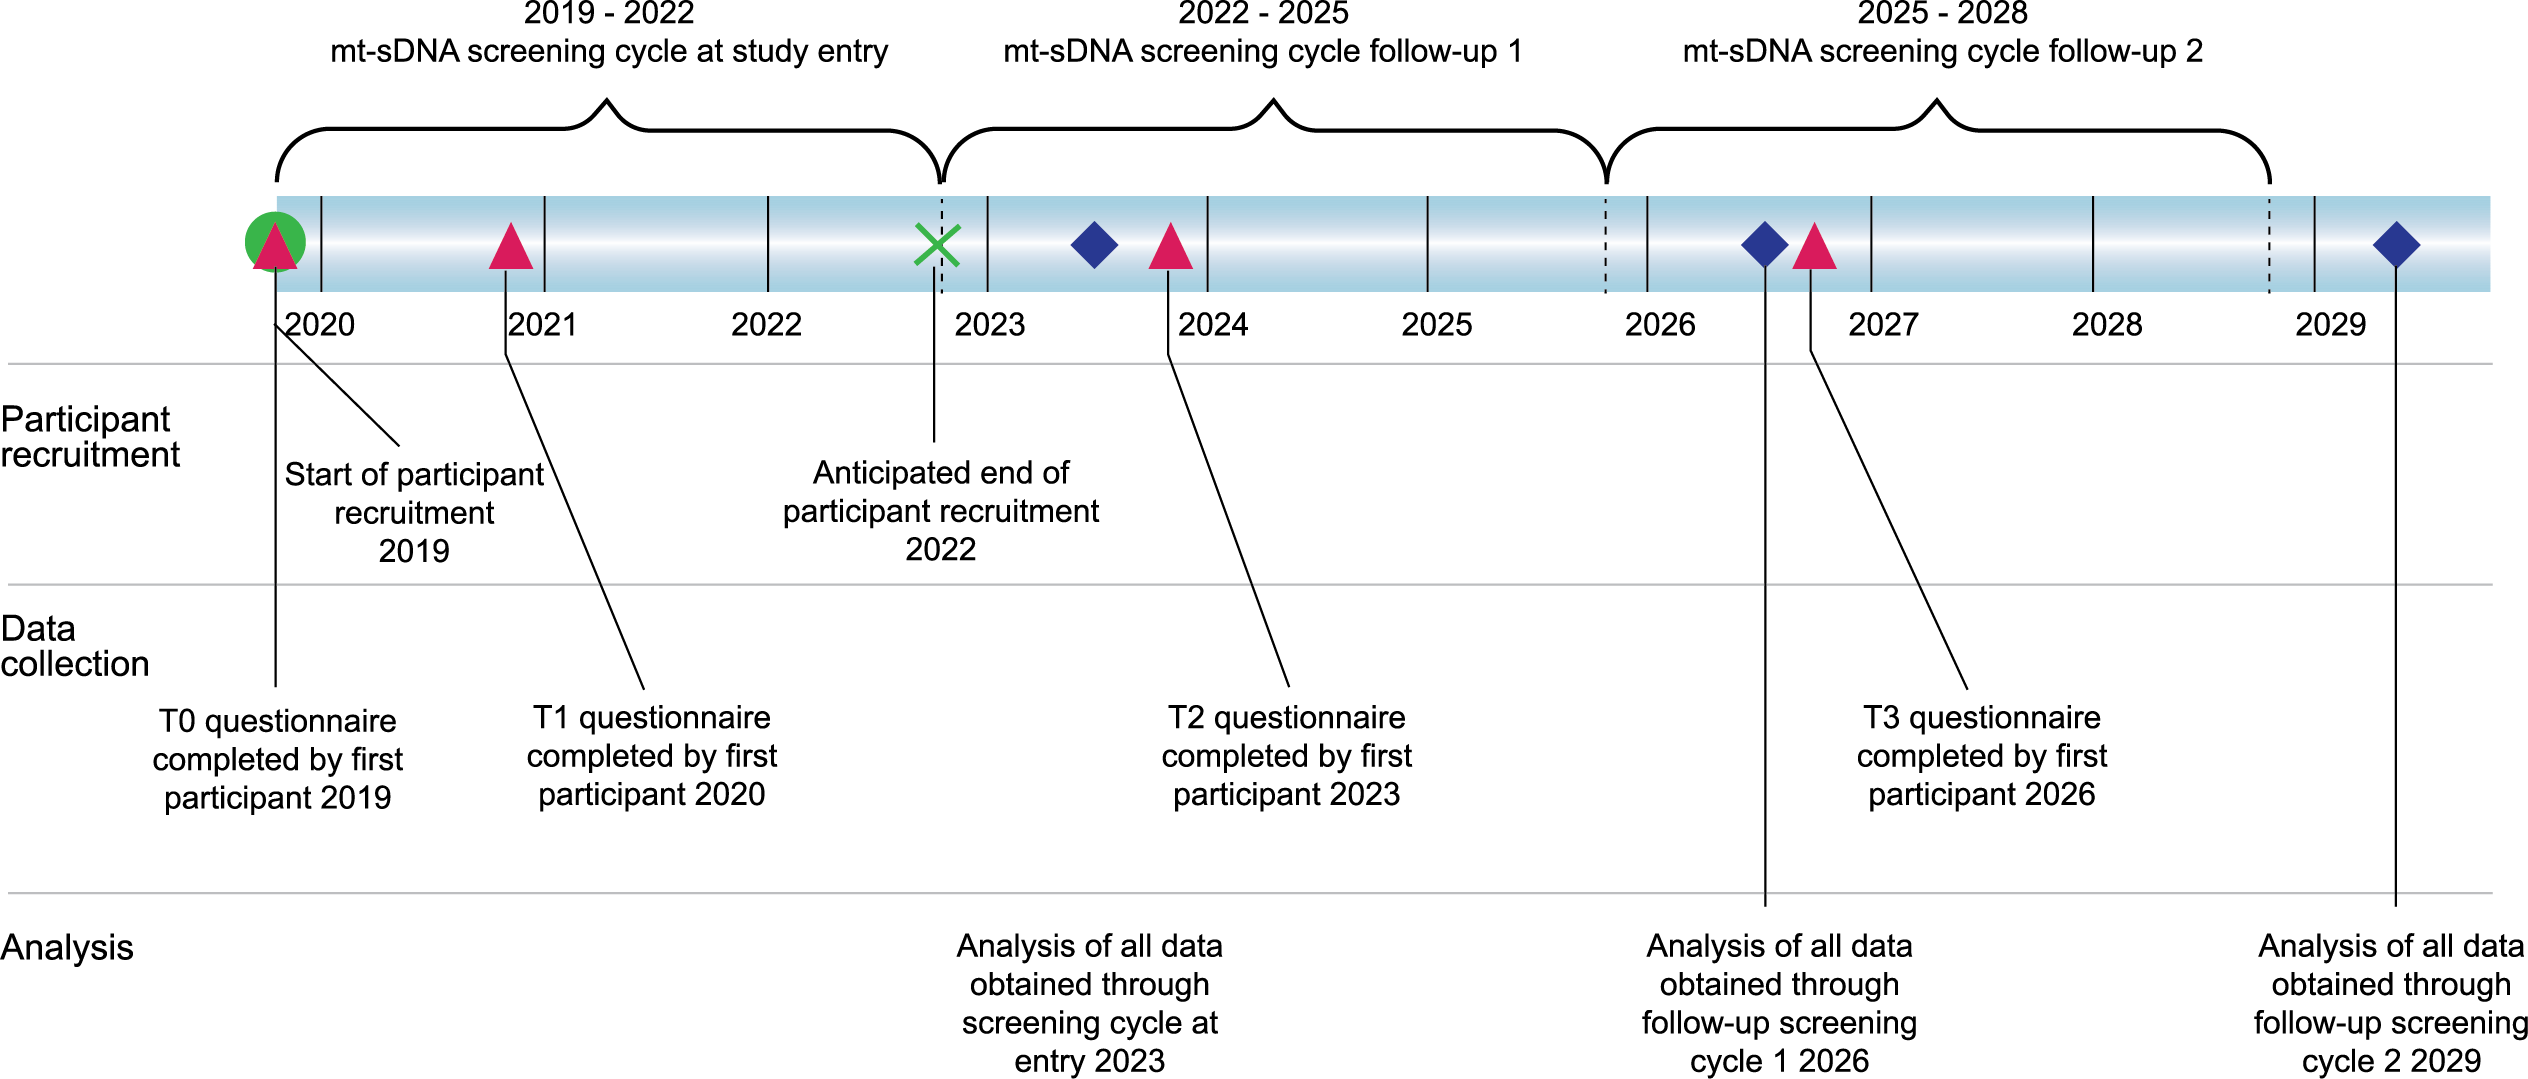 2019 - 2022
mt-sDNA screening cycle at study entry
2022 - 2025
mt-sDNA screening cycle follow-up 1
2025 - 2028
mt-sDNA screening cycle follow-up 2
2020
2021
2022
2023
2024
2025
2026
2027
2028
2029
Participant
recruitment
Start of participant
recruitment
2019
Anticipated end of
participant recruitment
2022
Data
collection
T0 questionnaire
completed by first
participant 2019
T1 questionnaire
completed by first
participant 2020
T2 questionnaire
completed by first
participant 2023
T3 questionnaire
completed by first
participant 2026
Analysis
Analysis of all data
obtained through
screening cycle at
entry 2023
Analysis of all data
obtained through
follow-up screening
cycle 1 2026
Analysis of all data
obtained through
follow-up screening
cycle 2 2029